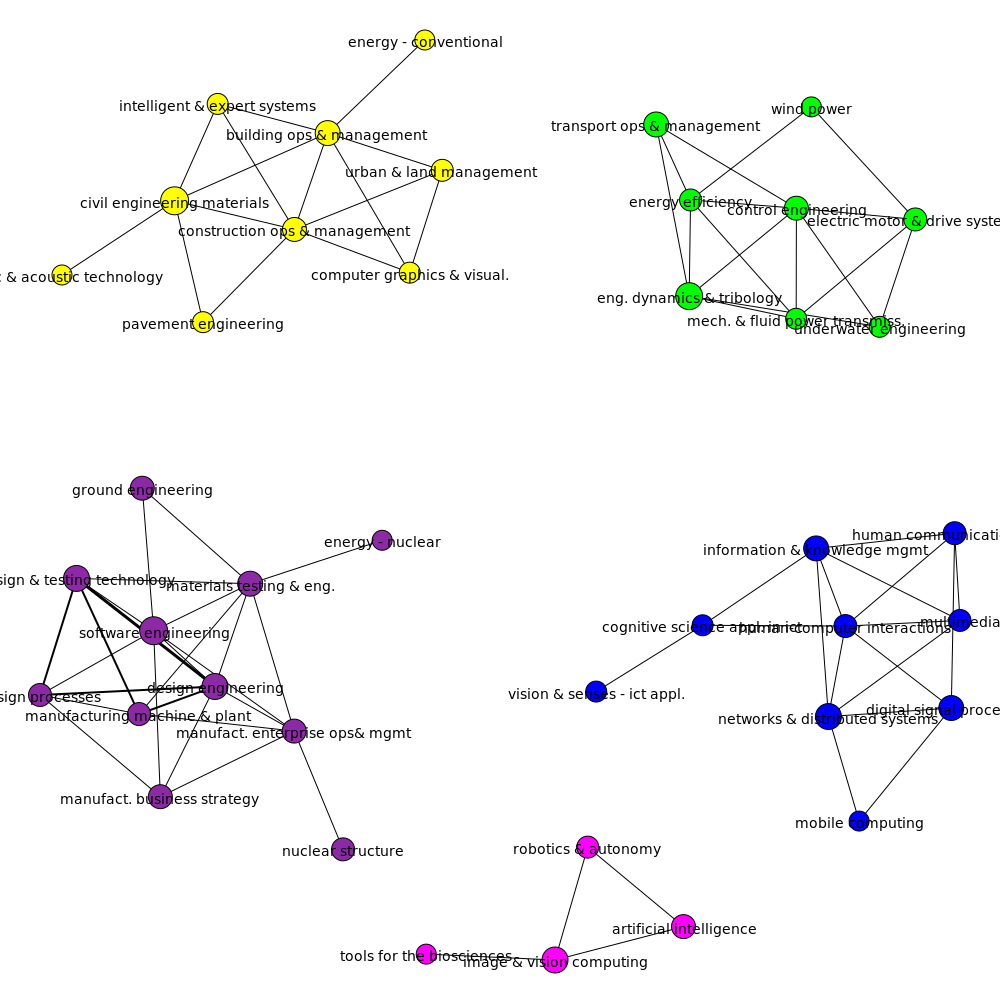 energy - conventional
intelligent & expert systems
building ops & management
urban & land management
civil engineering materials
construction ops & management
& acoustic technology
computer graphics & visual.
pavement engineering
wind power
transport ops & management
energy efficiency
control engineering
electric motor & drive
eng. dynamics & tribology
mech. & fluid power transmiss.
underwater engineering
ground engineering
energy - nuclear
& testing technology
materials testing & eng.
software engineering
design engineering
processes
manufacturing machine & plant
manufact. enterprise ops& mgmt
manufact. business strategy
nuclear structure
human
information & knowledge mgmt
cognitive science appl. in ict
human-computer interactions
multimedia
vision & senses - ict appl.
networks & distributed systems
digital signal
mobile computing
robotics & autonomy
artificial intelligence
tools for the biosciences
image & vision computing